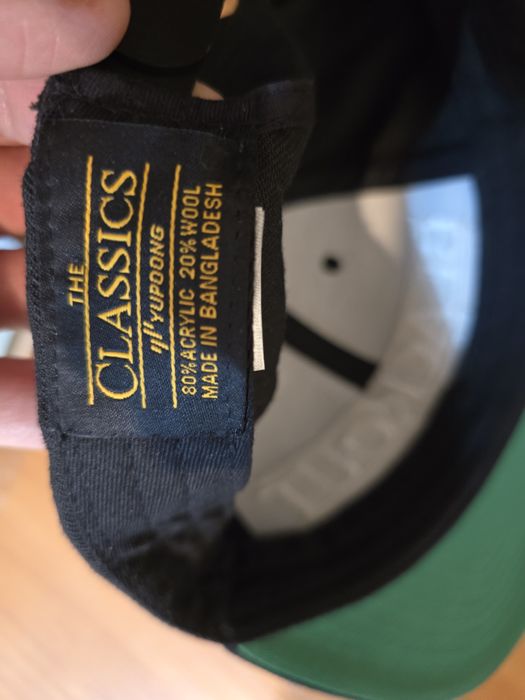 THE
CLASSICS
YUPOONG
80% ACRYLIC 20% WOOL
MADE IN BANGLADESH